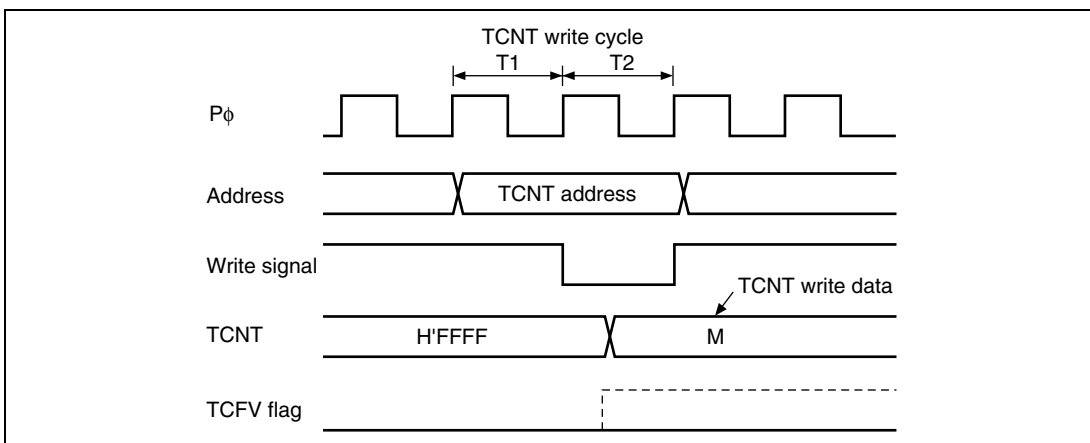 TCNT write cycle
T1 T2
Pφ
Address TCNT address
Write signal
TCNT write data
TCNT H'FFFF M
TCFV flag